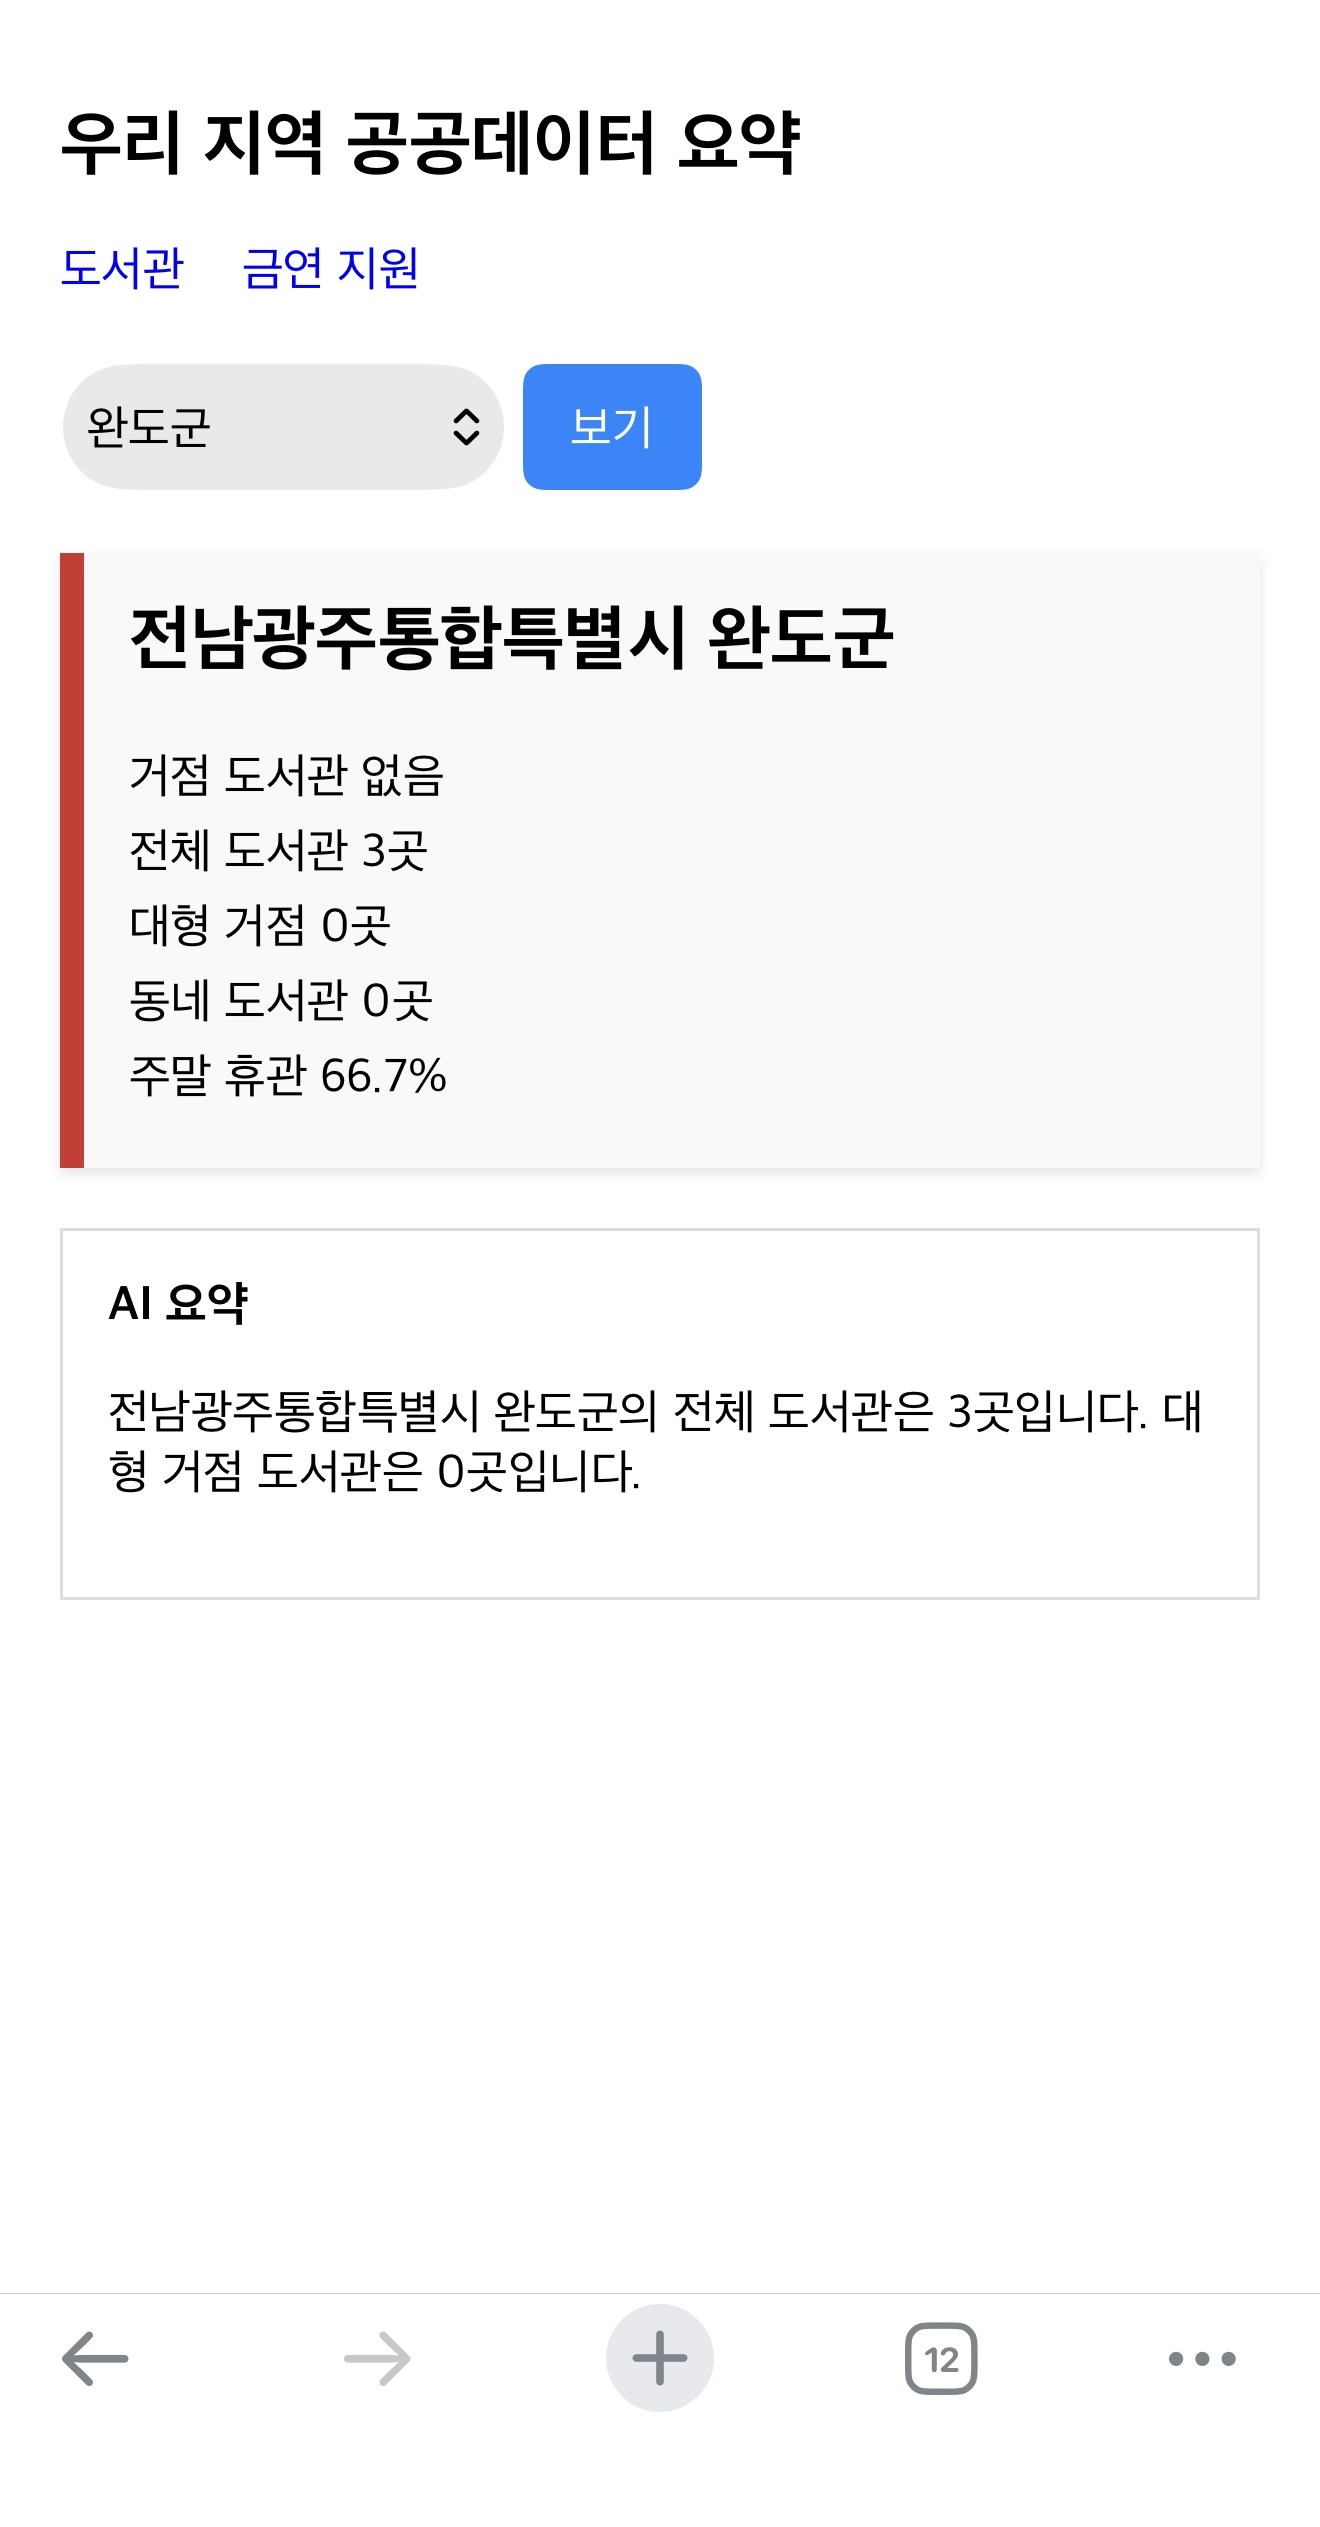 우리 지역 공공데이터 요약
도서관 금연 지원
완도군 보기
전남광주통합특별시 완도군
거점 도서관 없음
전체 도서관 3곳
대형 거점 0곳
동네 도서관 0곳
주말 휴관 66.7%
AI 요약
전남광주통합특별시 완도군의 전체 도서관은 3곳입니다. 대
형 거점 도서관은 0곳입니다.
12